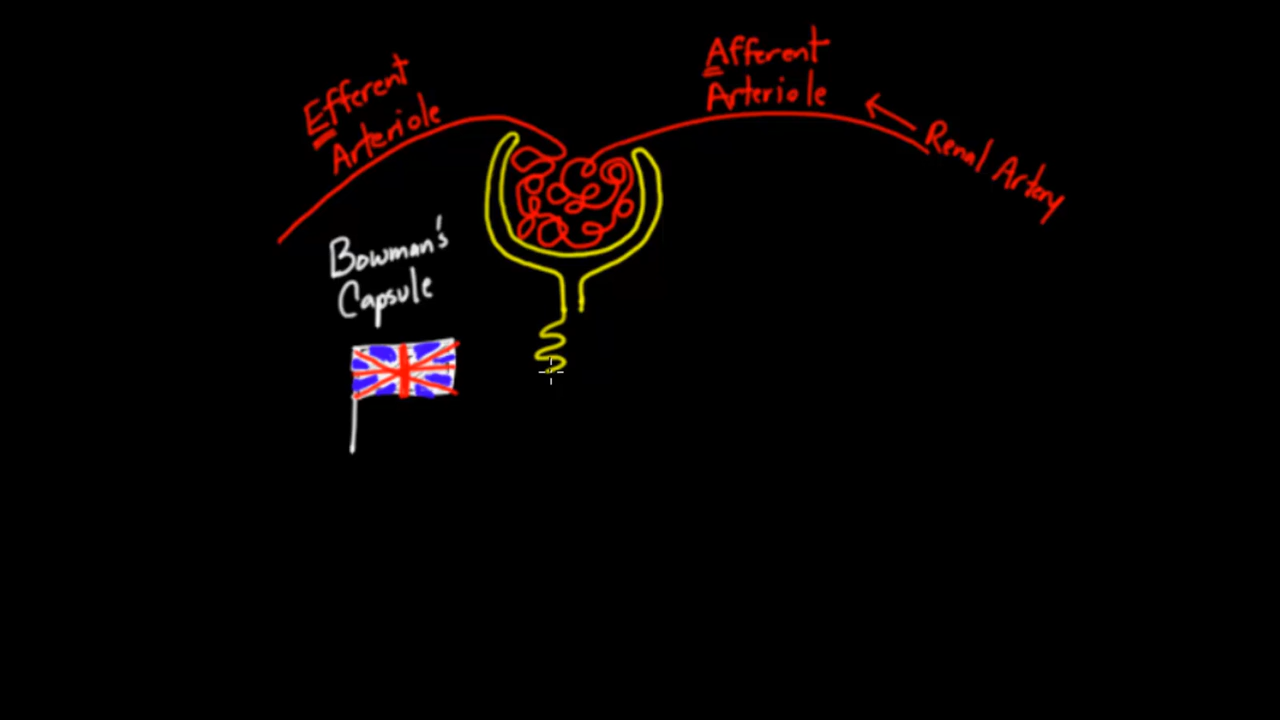 Efferent
Arteriole
Afferent
Arteriole
Renal Artery
Bowman's
Capsule